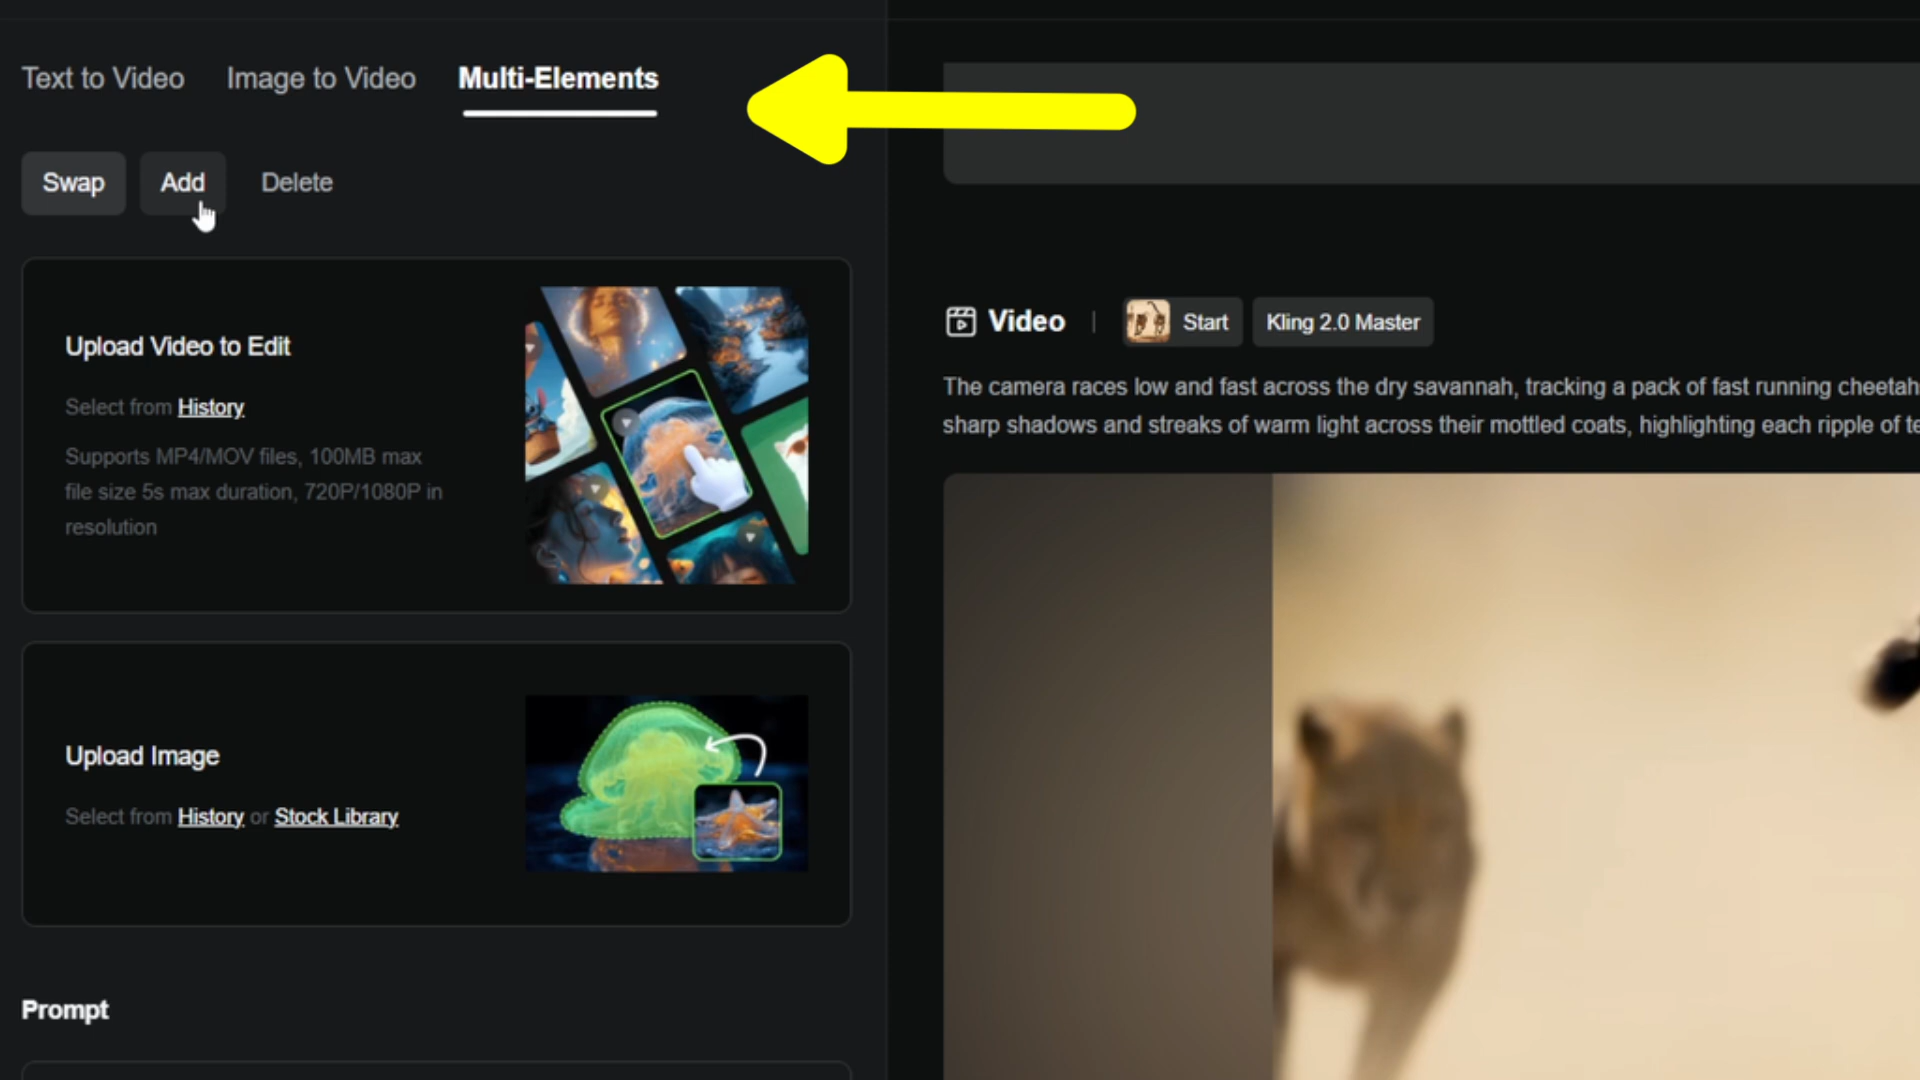 Text to Video
Image to Video
Multi-Elements
Swap
Add
Delete
Upload Video to Edit
Select from History
Supports MP4/MOV files, 100MB max
file size 5s max duration, 720P/1080P in
resolution
Upload Image
Select from History or Stock Library
Prompt
Video
Start
Kling 2.0 Master
The camera races low and fast across the dry savannah, tracking a pack of fast running cheetah
sharp shadows and streaks of warm light across their mottled coats, highlighting each ripple of te